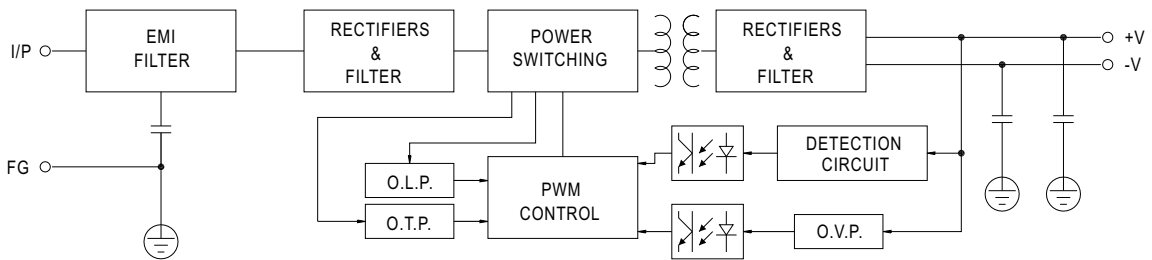 I/P
EMI
FILTER
RECTIFIERS
&
FILTER
POWER
SWITCHING
RECTIFIERS
&
FILTER
+V
-V
FG
O.L.P.
O.T.P.
PWM
CONTROL
DETECTION
CIRCUIT
O.V.P.